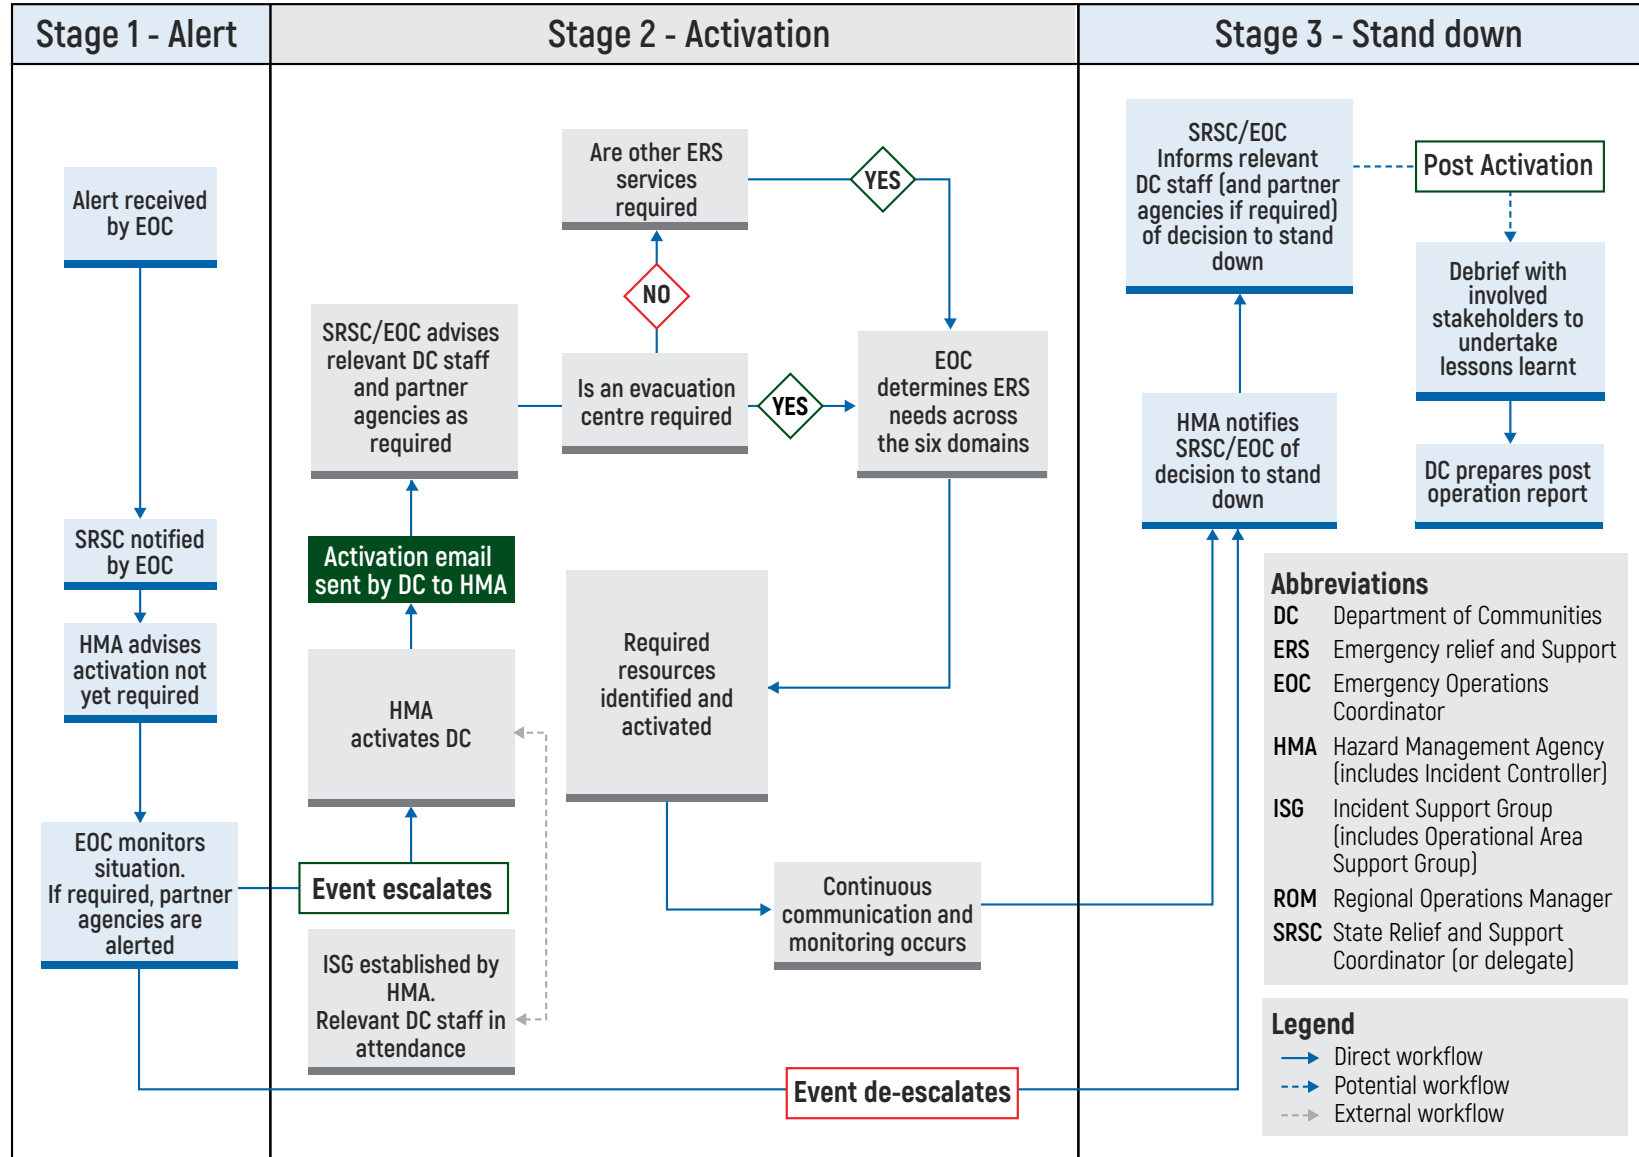 Stage 1 - Alert
Stage 2 - Activation
Stage 3 - Stand down
Alert received
by EOC
SRSC notified
by EOC
HMA advises
activation not
yet required
EOC monitors
situation.
If required, partner
agencies are
alerted
Event escalates
ISG established by
HMA.
Relevant DC staff in
attendance
HMA
activates DC
Activation email
sent by DC to HMA
SRSC/EOC advises
relevant DC staff
and partner
agencies as
required
Is an evacuation
centre required
NO
YES
Are other ERS
services
required
YES
EOC
determines ERS
needs across
the six domains
Required
resources
identified and
activated
Continuous
communication and
monitoring occurs
Event de-escalates
HMA notifies
SRSC/EOC of
decision to stand
down
SRSC/EOC
Informs relevant
DC staff (and partner
agencies if required)
of decision to stand
down
Post Activation
Debrief with
involved
stakeholders to
undertake
lessons learnt
DC prepares post
operation report
Abbreviations
DC Department of Communities
ERS Emergency relief and Support
EOC Emergency Operations
Coordinator
HMA Hazard Management Agency
(includes Incident Controller)
ISG Incident Support Group
(includes Operational Area
Support Group)
ROM Regional Operations Manager
SRSC State Relief and Support
Coordinator (or delegate)
Legend
Direct workflow
Potential workflow
External workflow